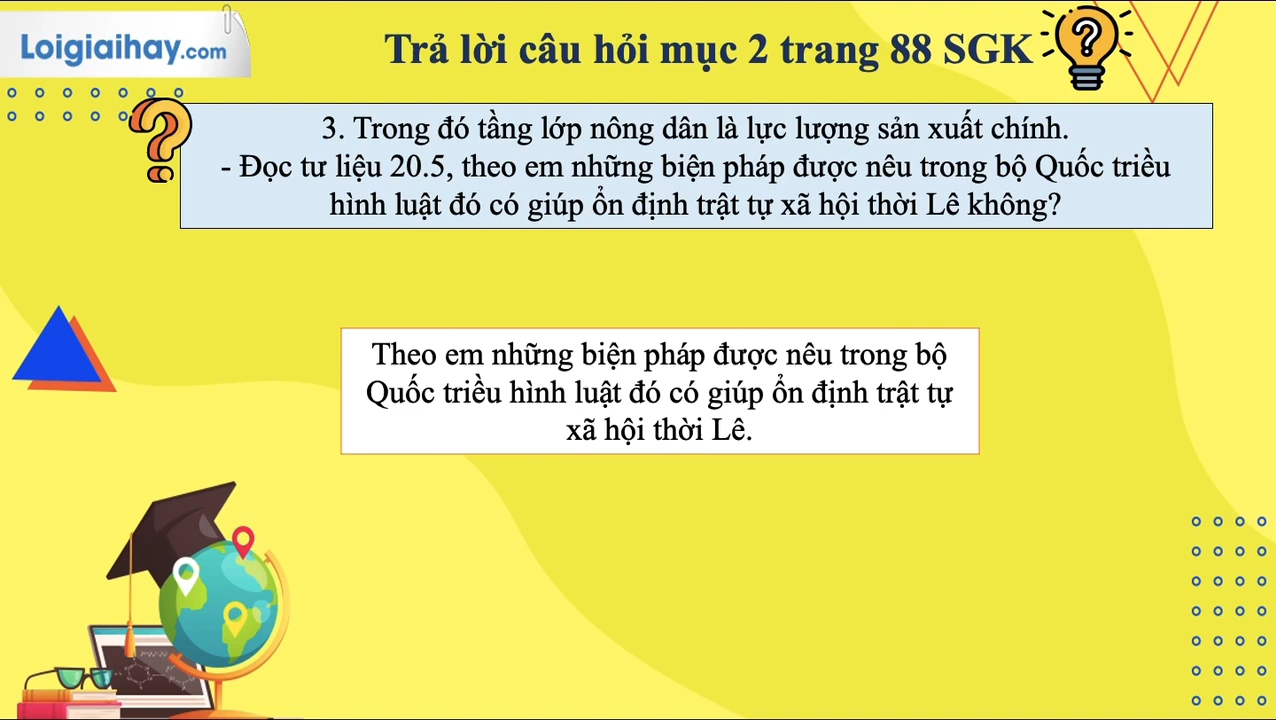 Loigiaihay.com
Trả lời câu hỏi mục 2 trang 88 SGK
3. Trong đó tầng lớp nông dân là lực lượng sản xuất chính.
- Đọc tư liệu 20.5, theo em những biện pháp được nêu trong bộ Quốc triều
hình luật đó có giúp ổn định trật tự xã hội thời Lê không?
Theo em những biện pháp được nêu trong bộ
Quốc triều hình luật đó có giúp ổn định trật tự
xã hội thời Lê.